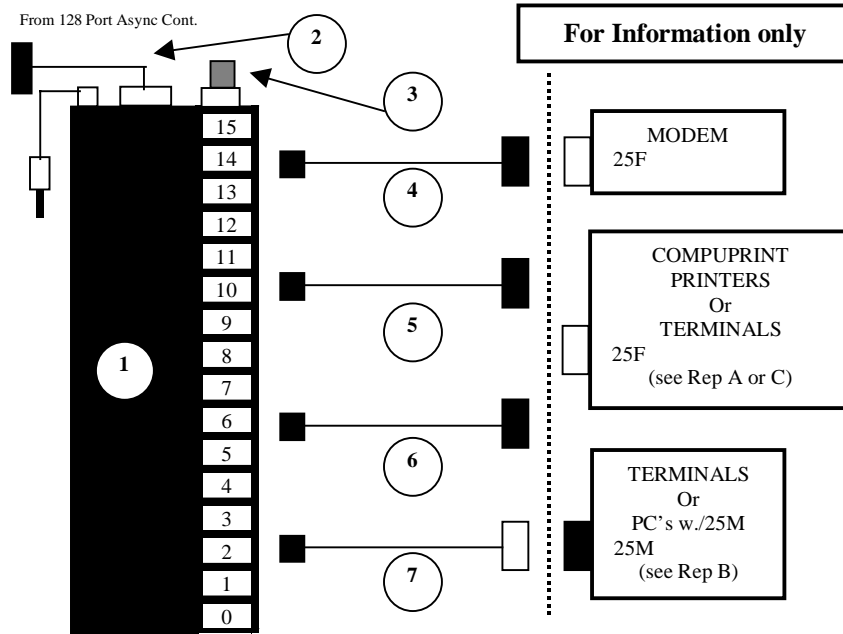 From 128 Port Async Cont.
2
For Information only
3
15
14
13
12
11
10
9
8
7
6
5
4
3
2
1
0
1
4
5
6
7
MODEM
25F
COMPUPRINT
PRINTERS
Or
TERMINALS
25F
(see Rep A or C)
TERMINALS
Or
PC's w./25M
25M
(see Rep B)